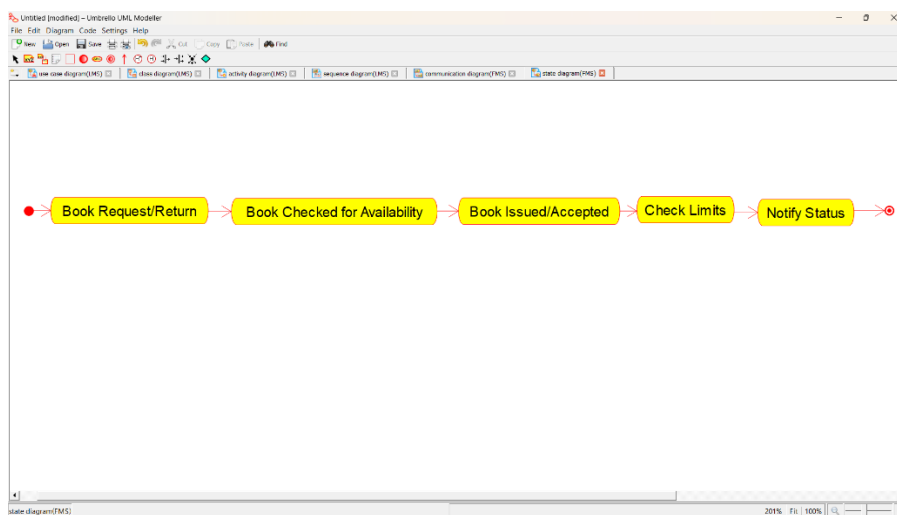 Untitled [modified] – Umbrello UML Modeller
File Edit Diagram Code Settings Help
New Open Save Cut Copy Paste Find
use case diagram(LMS) class diagram(LMS) activity diagram(LMS) sequence diagram(LMS) communication diagram(FMS) state diagram(FMS)
Book Request/Return Book Checked for Availability Book Issued/Accepted Check Limits Notify Status
state diagram(FMS) 201% Fit 100%